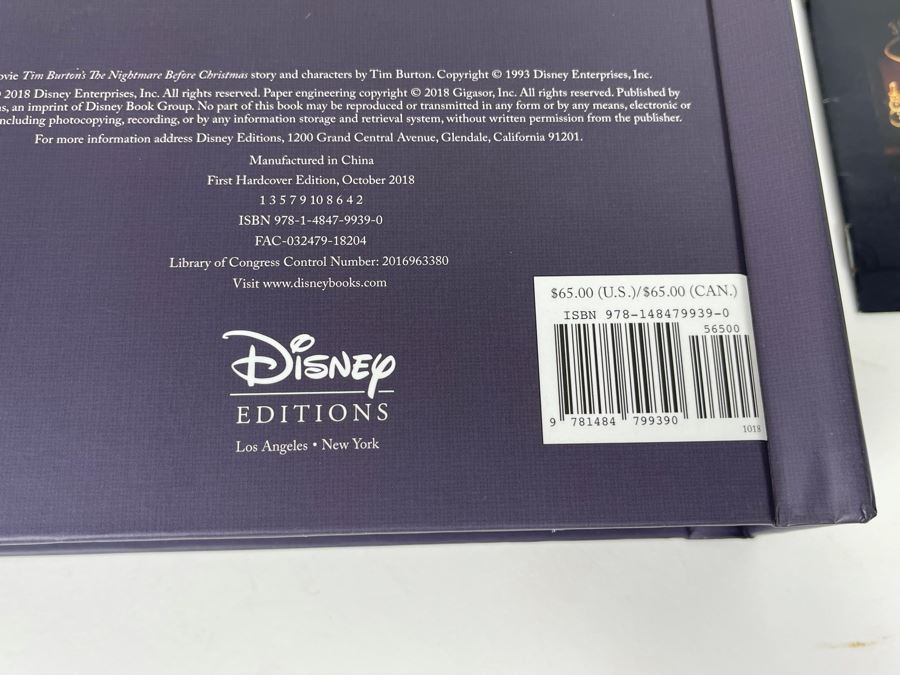 ovie Tim Burton's The Nightmare Before Christmas story and characters by Tim Burton. Copyright © 1993 Disney Enterprises, Inc.
© 2018 Disney Enterprises, Inc. All rights reserved. Paper engineering copyright © 2018 Gigasor, Inc. All rights reserved. Published by
s, an imprint of Disney Book Group. No part of this book may be reproduced or transmitted in any form or by any means, electronic or
ncluding photocopying, recording, or by any information storage and retrieval system, without written permission from the publisher.
For more information address Disney Editions, 1200 Grand Central Avenue, Glendale, California 91201.
Manufactured in China
First Hardcover Edition, October 2018
1 3 5 7 9 10 8 6 4 2
ISBN 978-1-4847-9939-0
FAC-032479-18204
Library of Congress Control Number: 2016963380
Visit www.disneybooks.com
Disney
EDITIONS
Los Angeles • New York
$65.00 (U.S.)/$65.00 (CAN.)
ISBN 978-148479939-0
56500
9 781484 799390
1018